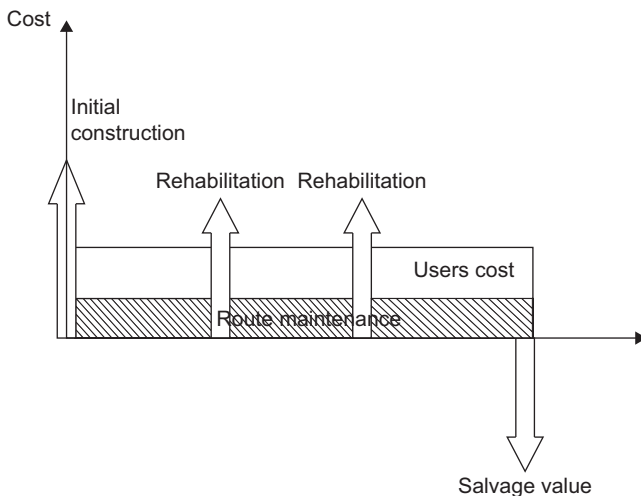 Cost
Initial
construction
Rehabilitation Rehabilitation
Users cost
Route maintenance
Salvage value